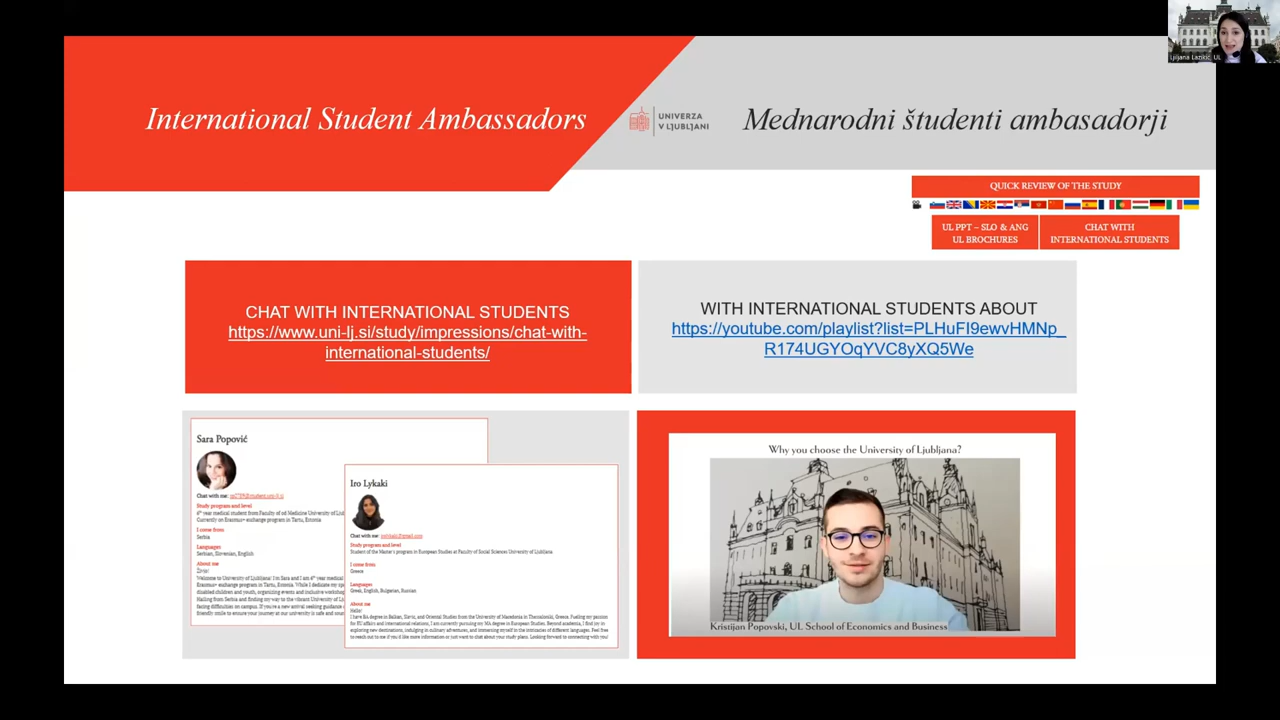 Ljiljana Lazikić, UL
International Student Ambassadors
UNIVERZA
V LJUBLJANI
Mednarodni študenti ambasadorji
QUICK REVIEW OF THE STUDY
UL PPT – SLO & ANG
UL BROCHURES
CHAT WITH
INTERNATIONAL STUDENTS
CHAT WITH INTERNATIONAL STUDENTS
https://www.uni-lj.si/study/impressions/chat-with-
international-students/
WITH INTERNATIONAL STUDENTS ABOUT
https://youtube.com/playlist?list=PLHuFI9ewvHMNp_
R174UGYOqYVC8yXQ5We
Sara Popović
Chat with me:
Study program and level
6th year medical student from Faculty of od Medicine University of Lj
Currently on Erasmus+ exchange program in Tartu, Estonia
I come from
Serbia
Languages
Serbian, Slovenian, English
About me
Živjo!
Welcome to University of Ljubljana! I'm Sara and I am 6th year medical
Erasmus+ exchange program in Tartu, Estonia. While I dedicate my sp
disabled children and youth, organizing events and inclusive workshop
Hailing from Serbia and finding my way to the vibrant University of Lj
facing difficulties on campus. If you're a new arrival seeking guidance
friendly smile to ensure your journey at our university is safe and sou
Iro Lykaki
Chat with me:
Study program and level
Student of the Master's program in European Studies at Faculty of Social Sciences University of Ljubljana
I come from
Greece
Languages
Greek, English, Bulgarian, Russian
About me
Hello!
I have BA degree in Balkan, Slavic, and Oriental Studies from the University of Macedonia in Thessaloniki, Greece. Fueling my passion
for EU affairs and international relations, I am currently pursuing my MA degree in European Studies. Beyond academia, I find joy in
exploring new destinations, indulging in culinary adventures, and immersing myself in the intricacies of different languages. Feel free
to reach out to me if you'd like more information or just want to chat about your study plans. Looking forward to connecting with you!
Why you choose the University of Ljubljana?
Kristijan Popovski, UL School of Economics and Business